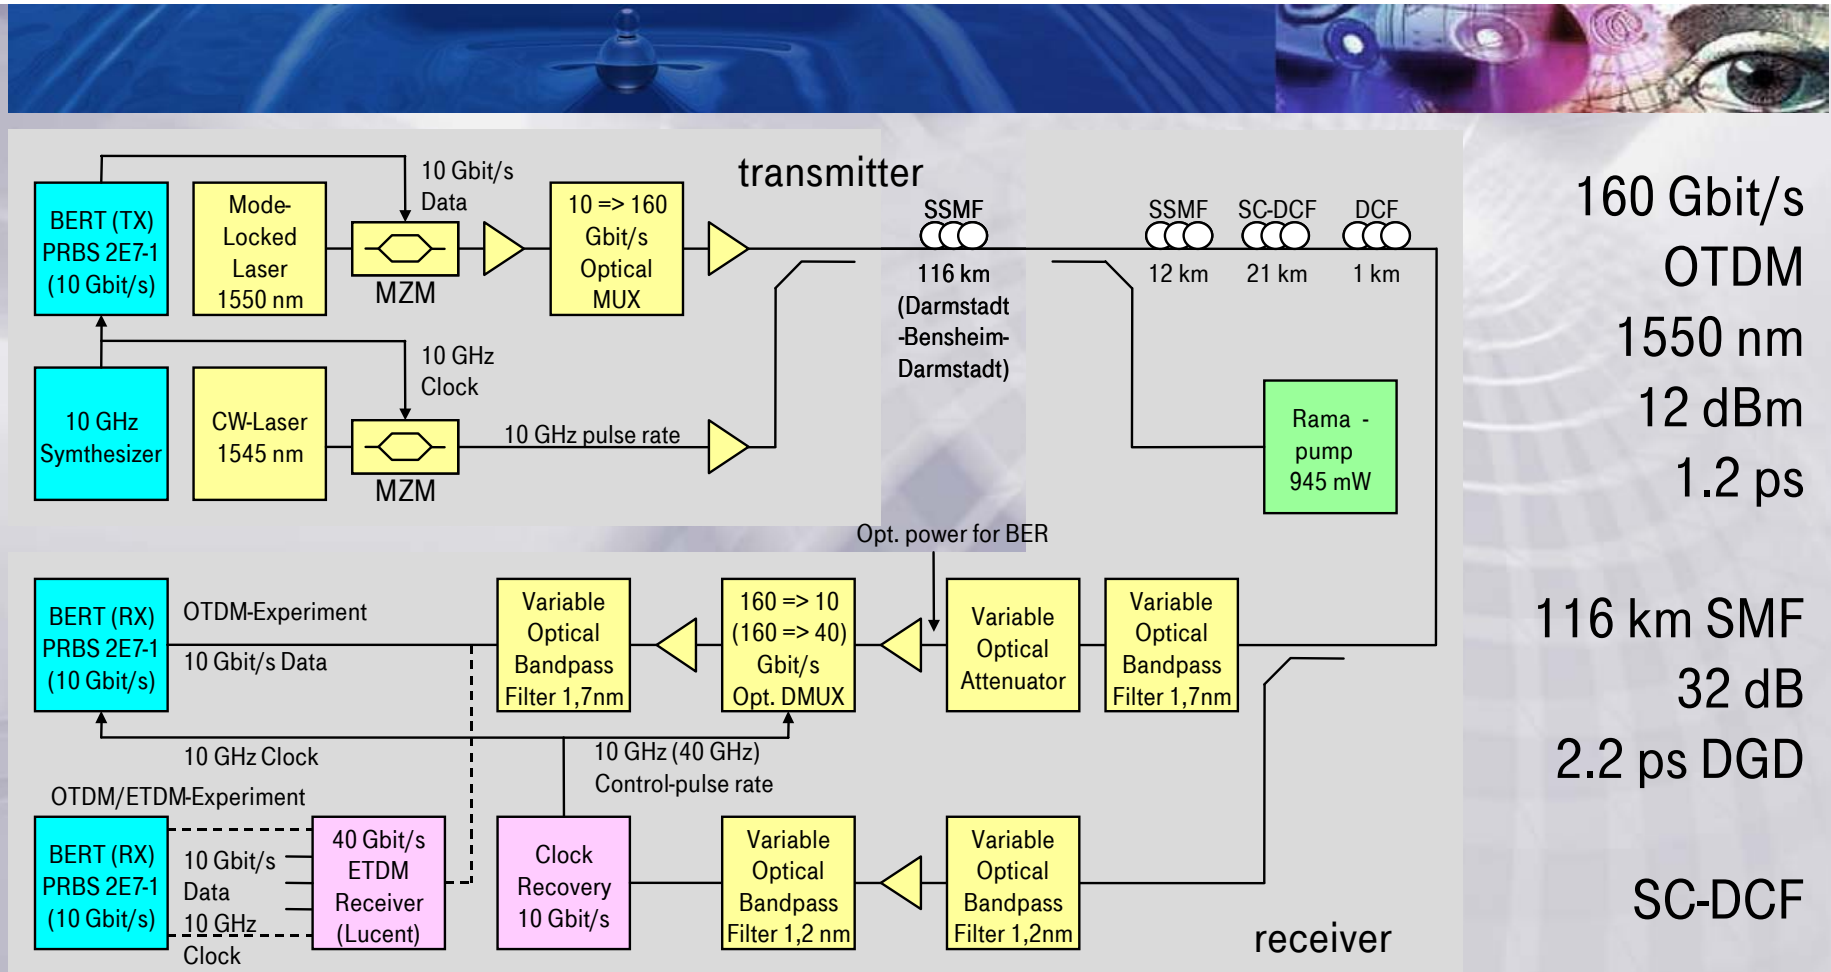 transmitter
BERT (TX)
PRBS 2E7-1
(10 Gbit/s)
Mode-
Locked
Laser
1550 nm
10 Gbit/s
Data
MZM
10 => 160
Gbit/s
Optical
MUX
SSMF
116 km
(Darmstadt
-Bensheim-
Darmstadt)
SSMF
12 km
SC-DCF
21 km
DCF
1 km
10 GHz
Symthesizer
CW-Laser
1545 nm
10 GHz
Clock
MZM
10 GHz pulse rate
Rama -
pump
945 mW
Opt. power for BER
BERT (RX)
PRBS 2E7-1
(10 Gbit/s)
OTDM-Experiment
10 Gbit/s Data
Variable
Optical
Bandpass
Filter 1,7nm
160 => 10
(160 => 40)
Gbit/s
Opt. DMUX
Variable
Optical
Attenuator
Variable
Optical
Bandpass
Filter 1,7nm
10 GHz Clock
10 GHz (40 GHz)
Control-pulse rate
OTDM/ETDM-Experiment
BERT (RX)
PRBS 2E7-1
(10 Gbit/s)
10 Gbit/s
Data
10 GHz
Clock
40 Gbit/s
ETDM
Receiver
(Lucent)
Clock
Recovery
10 Gbit/s
Variable
Optical
Bandpass
Filter 1,2 nm
Variable
Optical
Bandpass
Filter 1,2nm
receiver
160 Gbit/s
OTDM
1550 nm
12 dBm
1.2 ps
116 km SMF
32 dB
2.2 ps DGD
SC-DCF